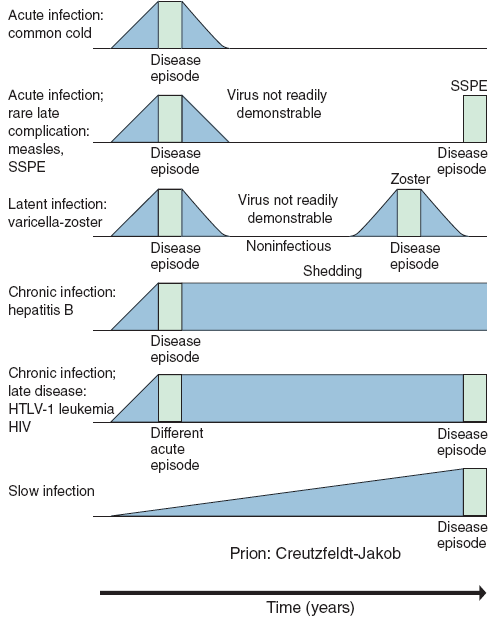 Acute infection:
common cold
Disease
episode
Acute infection;
rare late
complication:
measles,
SSPE
Disease
episode
Virus not readily
demonstrable
SSPE
Disease
episode
Latent infection:
varicella-zoster
Disease
episode
Virus not readily
demonstrable
Noninfectious
Zoster
Disease
episode
Chronic infection:
hepatitis B
Shedding
Disease
episode
Chronic infection;
late disease:
HTLV-1 leukemia
HIV
Different
acute
episode
Disease
episode
Slow infection
Disease
episode
Prion: Creutzfeldt-Jakob
Time (years)